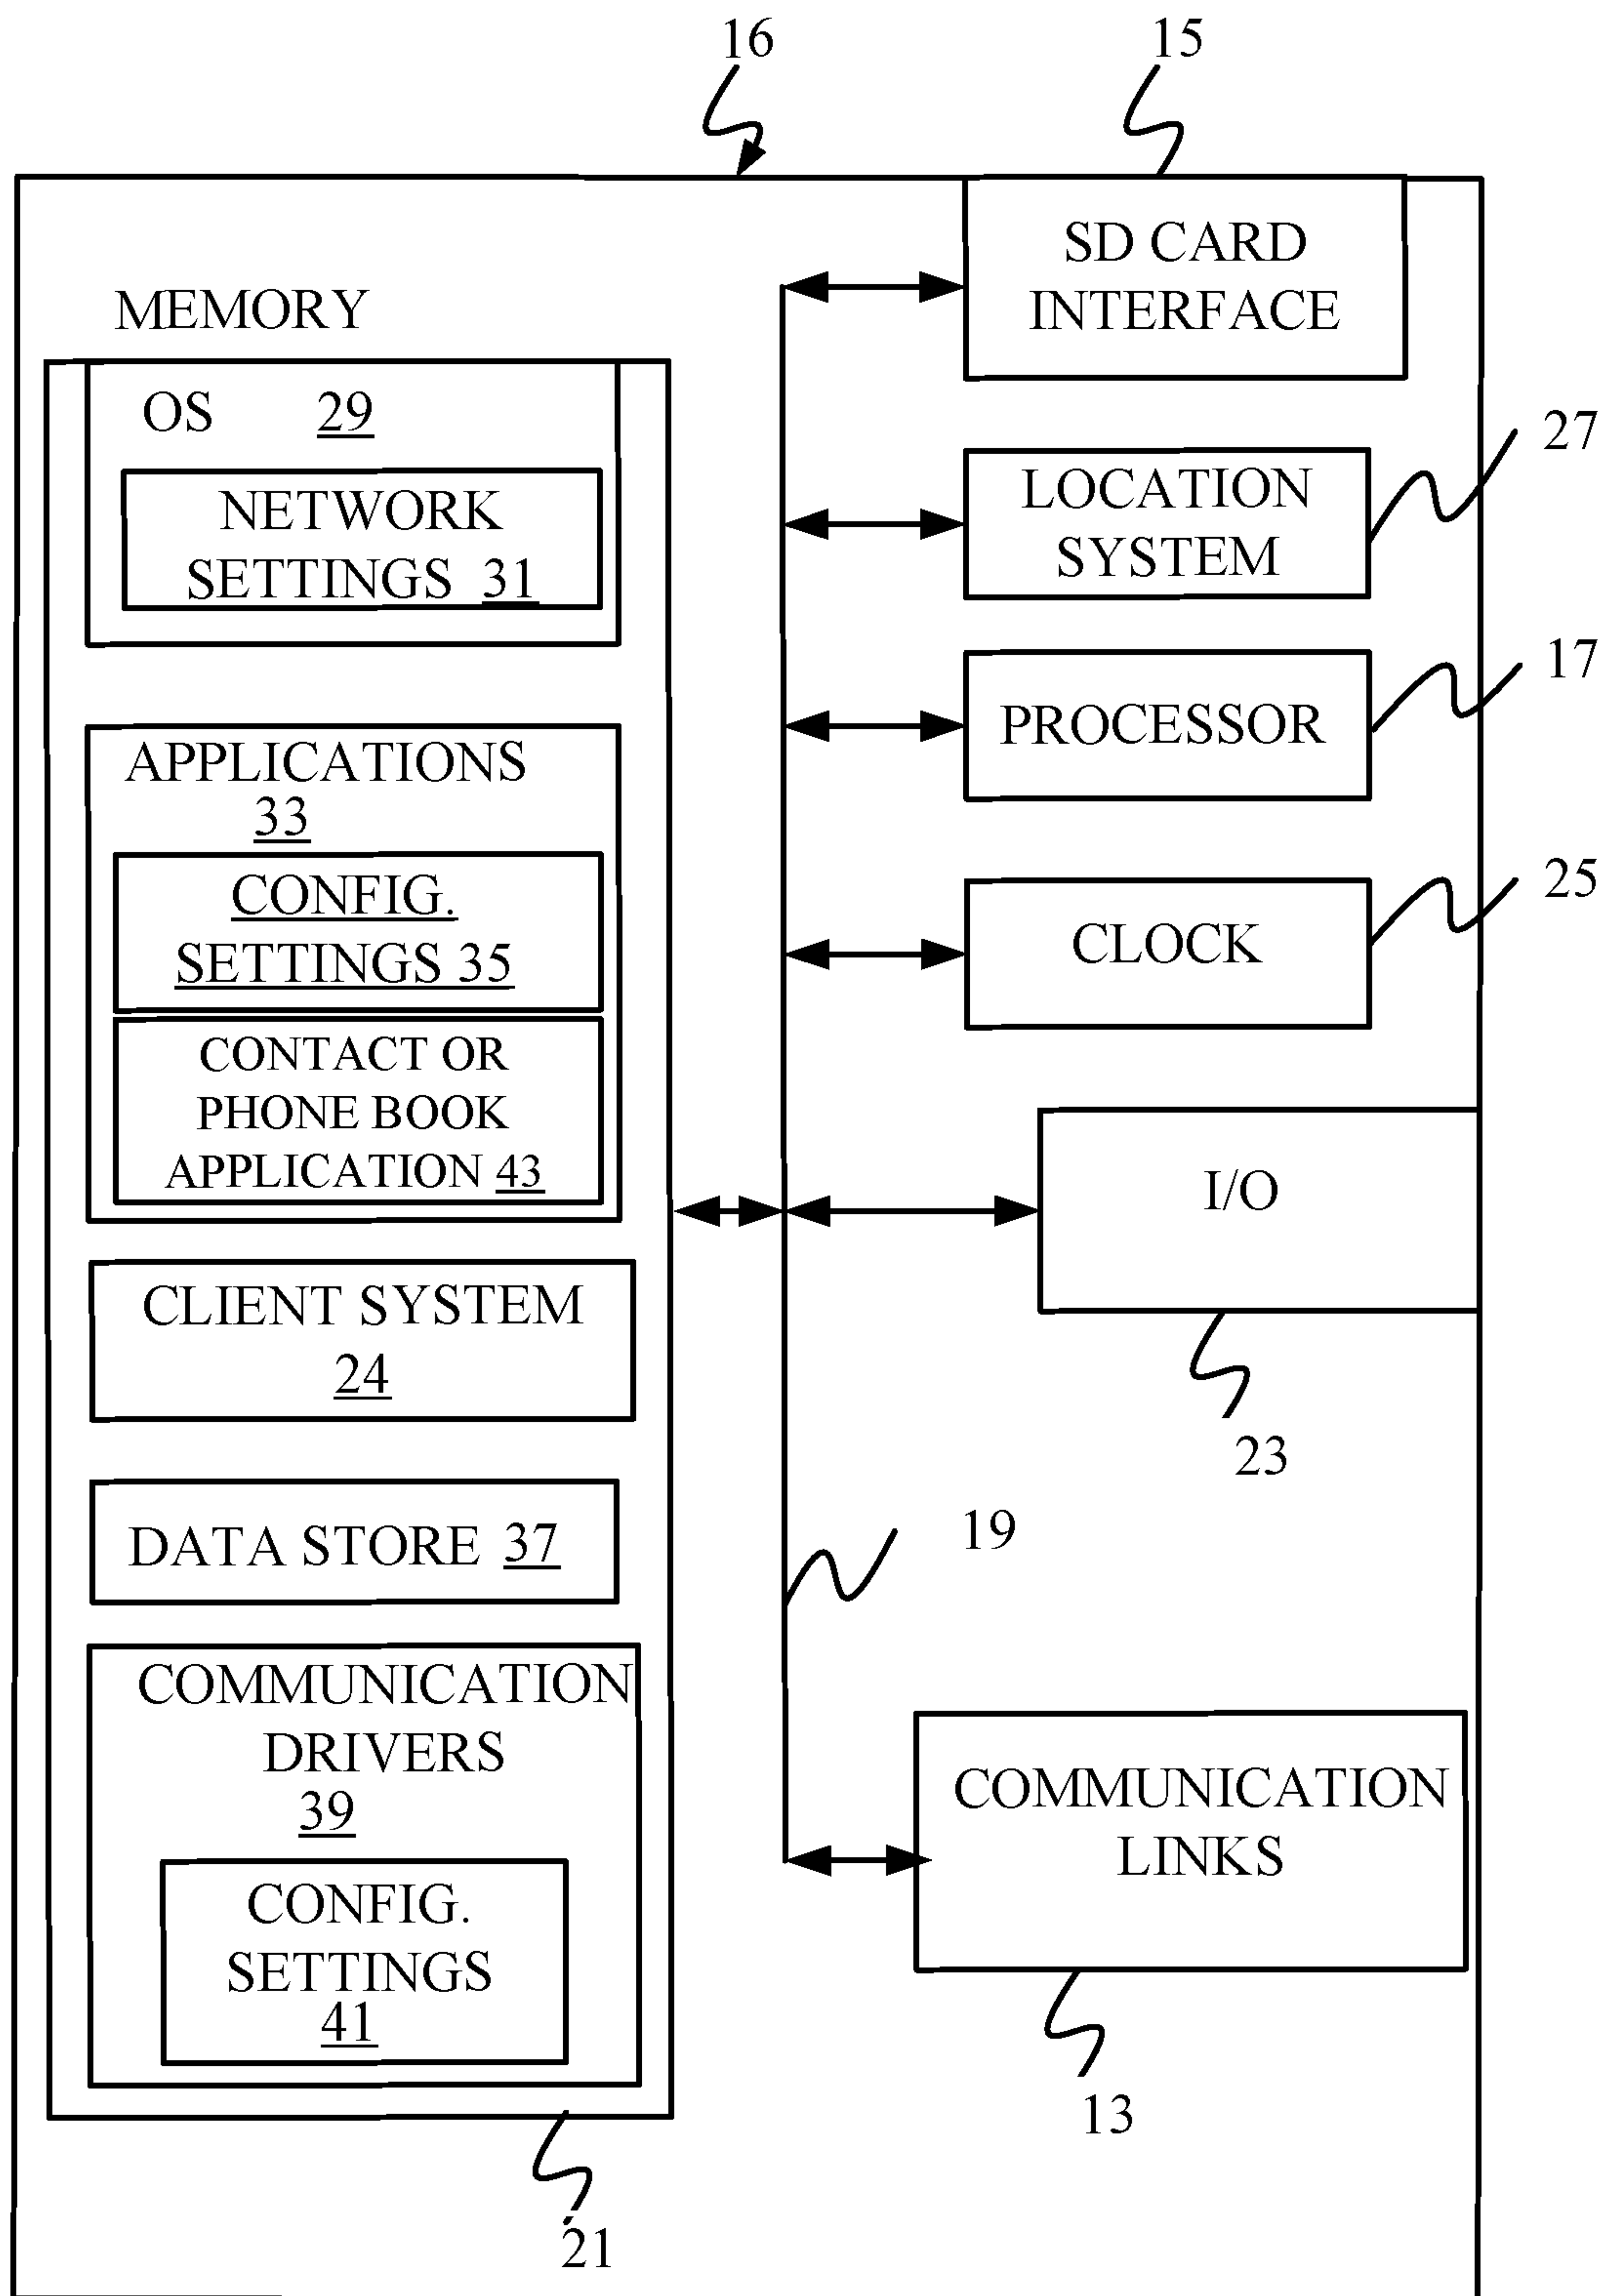 16
15
SD CARD
INTERFACE
MEMORY
OS 29
NETWORK
SETTINGS 31
27
LOCATION
SYSTEM
17
PROCESSOR
APPLICATIONS
33
CONFIG.
SETTINGS 35
25
CLOCK
CONTACT OR
PHONE BOOK
APPLICATION 43
I/O
23
CLIENT SYSTEM
24
19
DATA STORE 37
COMMUNICATION
DRIVERS
39
CONFIG.
SETTINGS
41
COMMUNICATION
LINKS
13
21